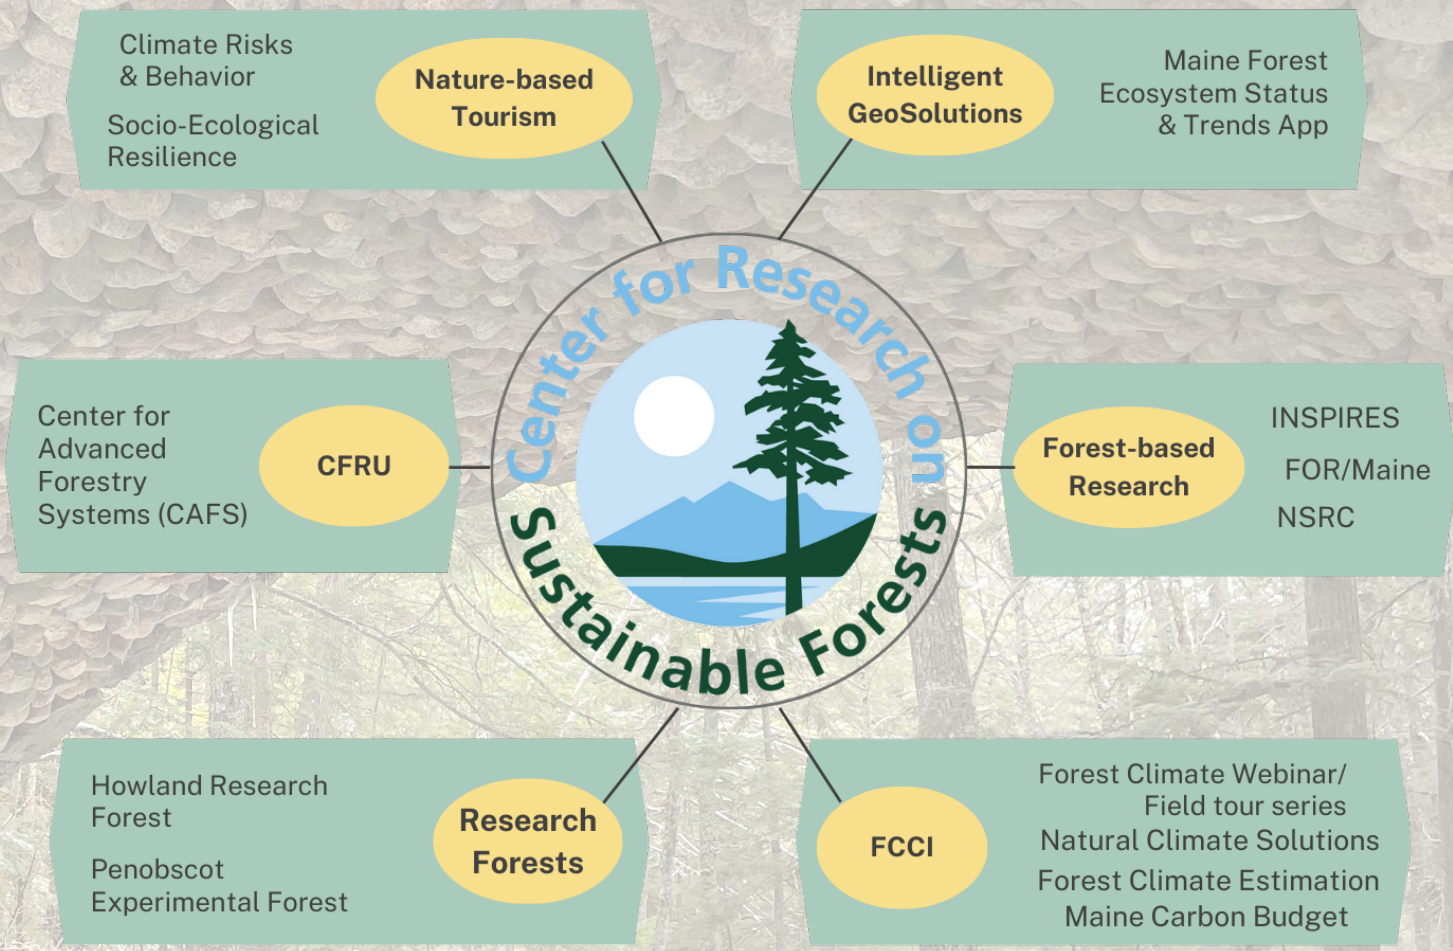 Climate Risks
& Behavior
Socio-Ecological
Resilience
Nature-based
Tourism
Intelligent
GeoSolutions
Maine Forest
Ecosystem Status
& Trends App
Center for Research on
Sustainable Forests
Center for
Advanced
Forestry
Systems (CAFS)
CFRU
Forest-based
Research
INSPIRES
FOR/Maine
NSRC
Howland Research
Forest
Penobscot
Experimental Forest
Research
Forests
FCCI
Forest Climate Webinar/
Field tour series
Natural Climate Solutions
Forest Climate Estimation
Maine Carbon Budget